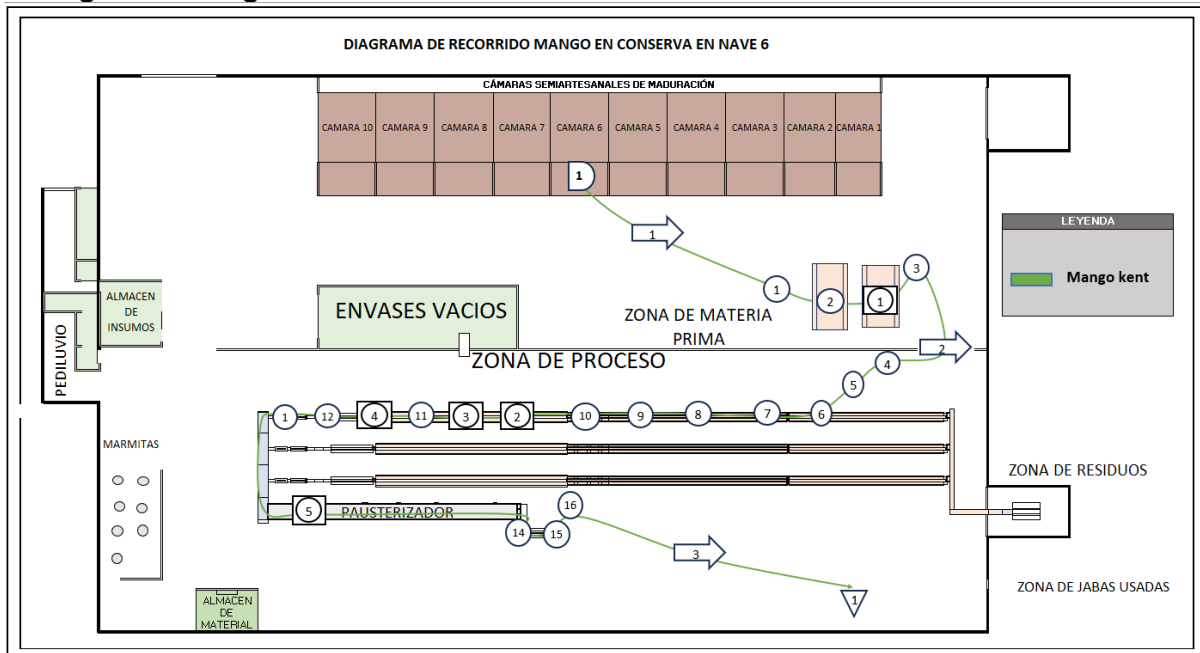 DIAGRAMA DE RECORRIDO MANGO EN CONSERVA EN NAVE 6
CÁMARAS SEMIARTESANALES DE MADURACIÓN
CAMARA 10 CAMARA 9 CAMARA 8 CAMARA 7 CAMARA 6 CAMARA 5 CAMARA 4 CAMARA 3 CAMARA 2 CAMARA 1
1
LEYENDA
Mango kent
1
3
1
2
1
ALMACEN
DE
INSUMOS
ENVASES VACIOS
ZONA DE MATERIA
PRIMA
PEDILUVIO
ZONA DE PROCESO
2
4
5
1 12 4 11 3 2 10 9 8 7 6
MARMITAS
ZONA DE RESIDUOS
5
PAUSTERIZADOR
16
14
15
3
ZONA DE JABAS USADAS
1
ALMACEN
DE
MATERIAL